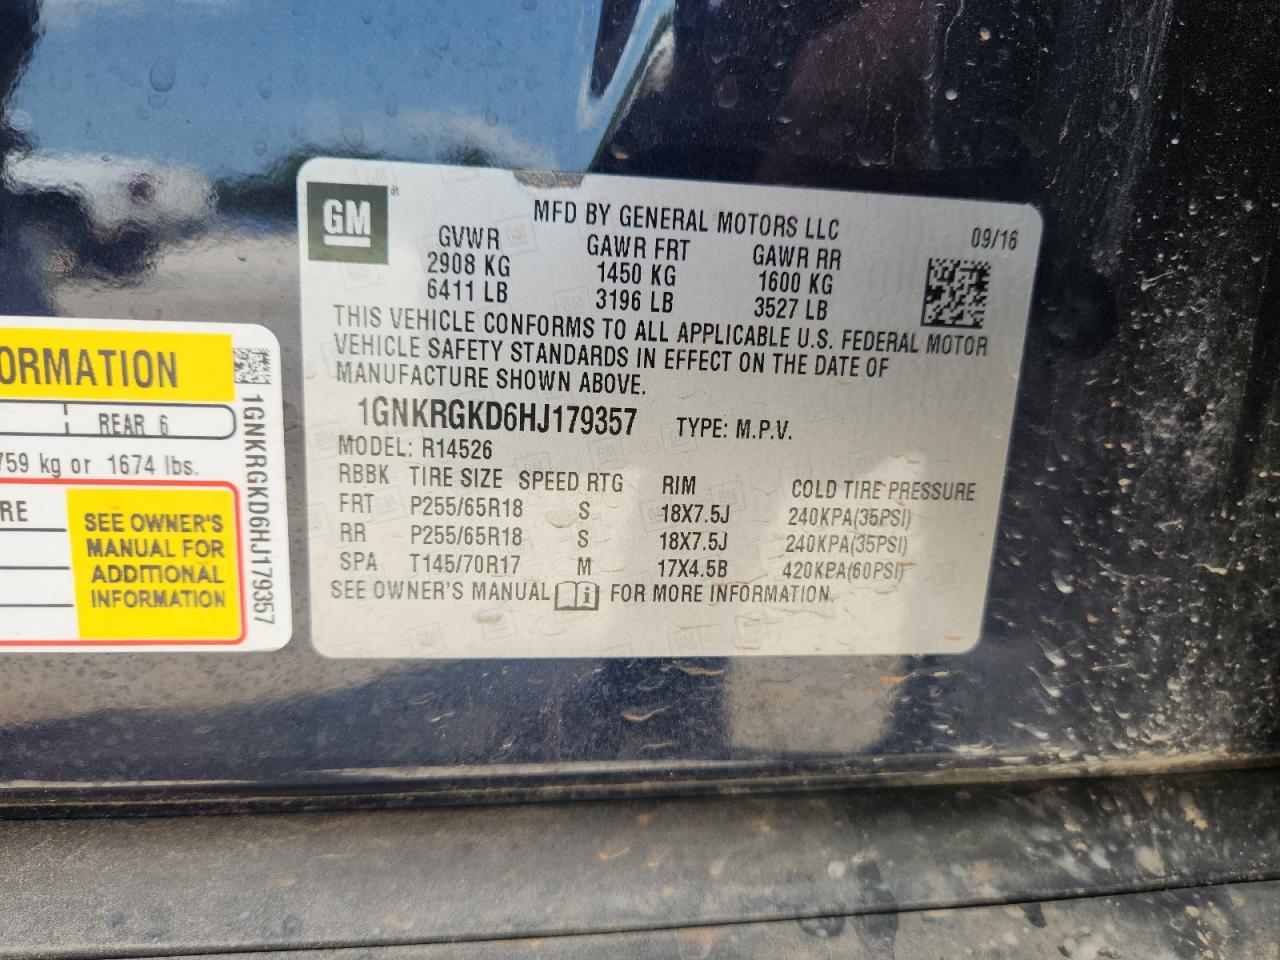 ORMATION
REAR 6
759 kg or 1674 lbs.
RE
SEE OWNER'S
MANUAL FOR
ADDITIONAL
INFORMATION
1GNKRGKD6HJ179357
GM ®
MFD BY GENERAL MOTORS LLC
09/16
GVWR GAWR FRT GAWR RR
2908 KG 1450 KG 1600 KG
6411 LB 3196 LB 3527 LB
THIS VEHICLE CONFORMS TO ALL APPLICABLE U.S. FEDERAL MOTOR
VEHICLE SAFETY STANDARDS IN EFFECT ON THE DATE OF
MANUFACTURE SHOWN ABOVE.
1GNKRGKD6HJ179357 TYPE: M.P.V.
MODEL: R14526
RBBK TIRE SIZE SPEED RTG RIM COLD TIRE PRESSURE
FRT P255/65R18 S 18X7.5J 240KPA(35PSI)
RR P255/65R18 S 18X7.5J 240KPA(35PSI)
SPA T145/70R17 M 17X4.5B 420KPA(60PSI)
SEE OWNER'S MANUAL FOR MORE INFORMATION.